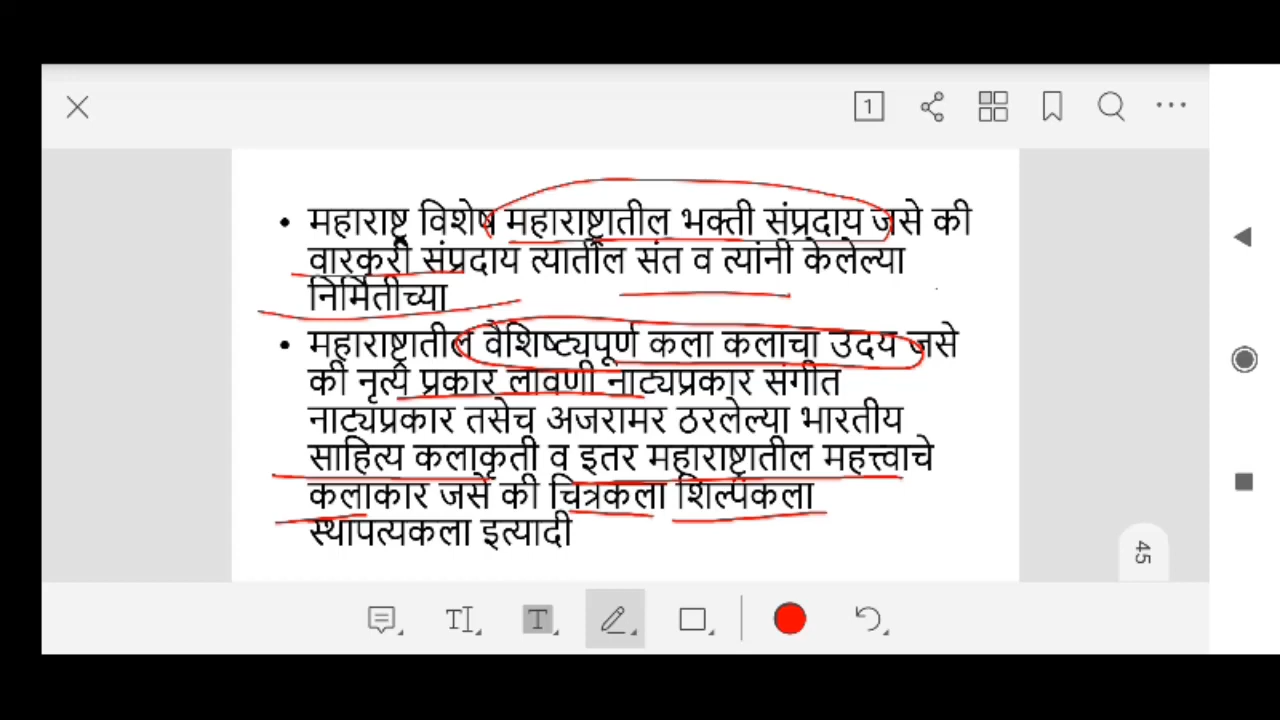 1
• महाराष्ट्र विशेष महाराष्ट्रातील भक्ती संप्रदाय जसे की
वारकरी संप्रदाय त्यातील संत व त्यांनी केलेल्या
निर्मितीच्या
• महाराष्ट्रातील वैशिष्ट्यपूर्ण कला कलाचा उदय जसे
की नृत्य प्रकार लावणी नाट्यप्रकार संगीत
नाट्यप्रकार तसेच अजरामर ठरलेल्या भारतीय
साहित्य कलाकृती व इतर महाराष्ट्रातील महत्त्वाचे
कलाकार जसे की चित्रकला शिल्पकला
स्थापत्यकला इत्यादी
45